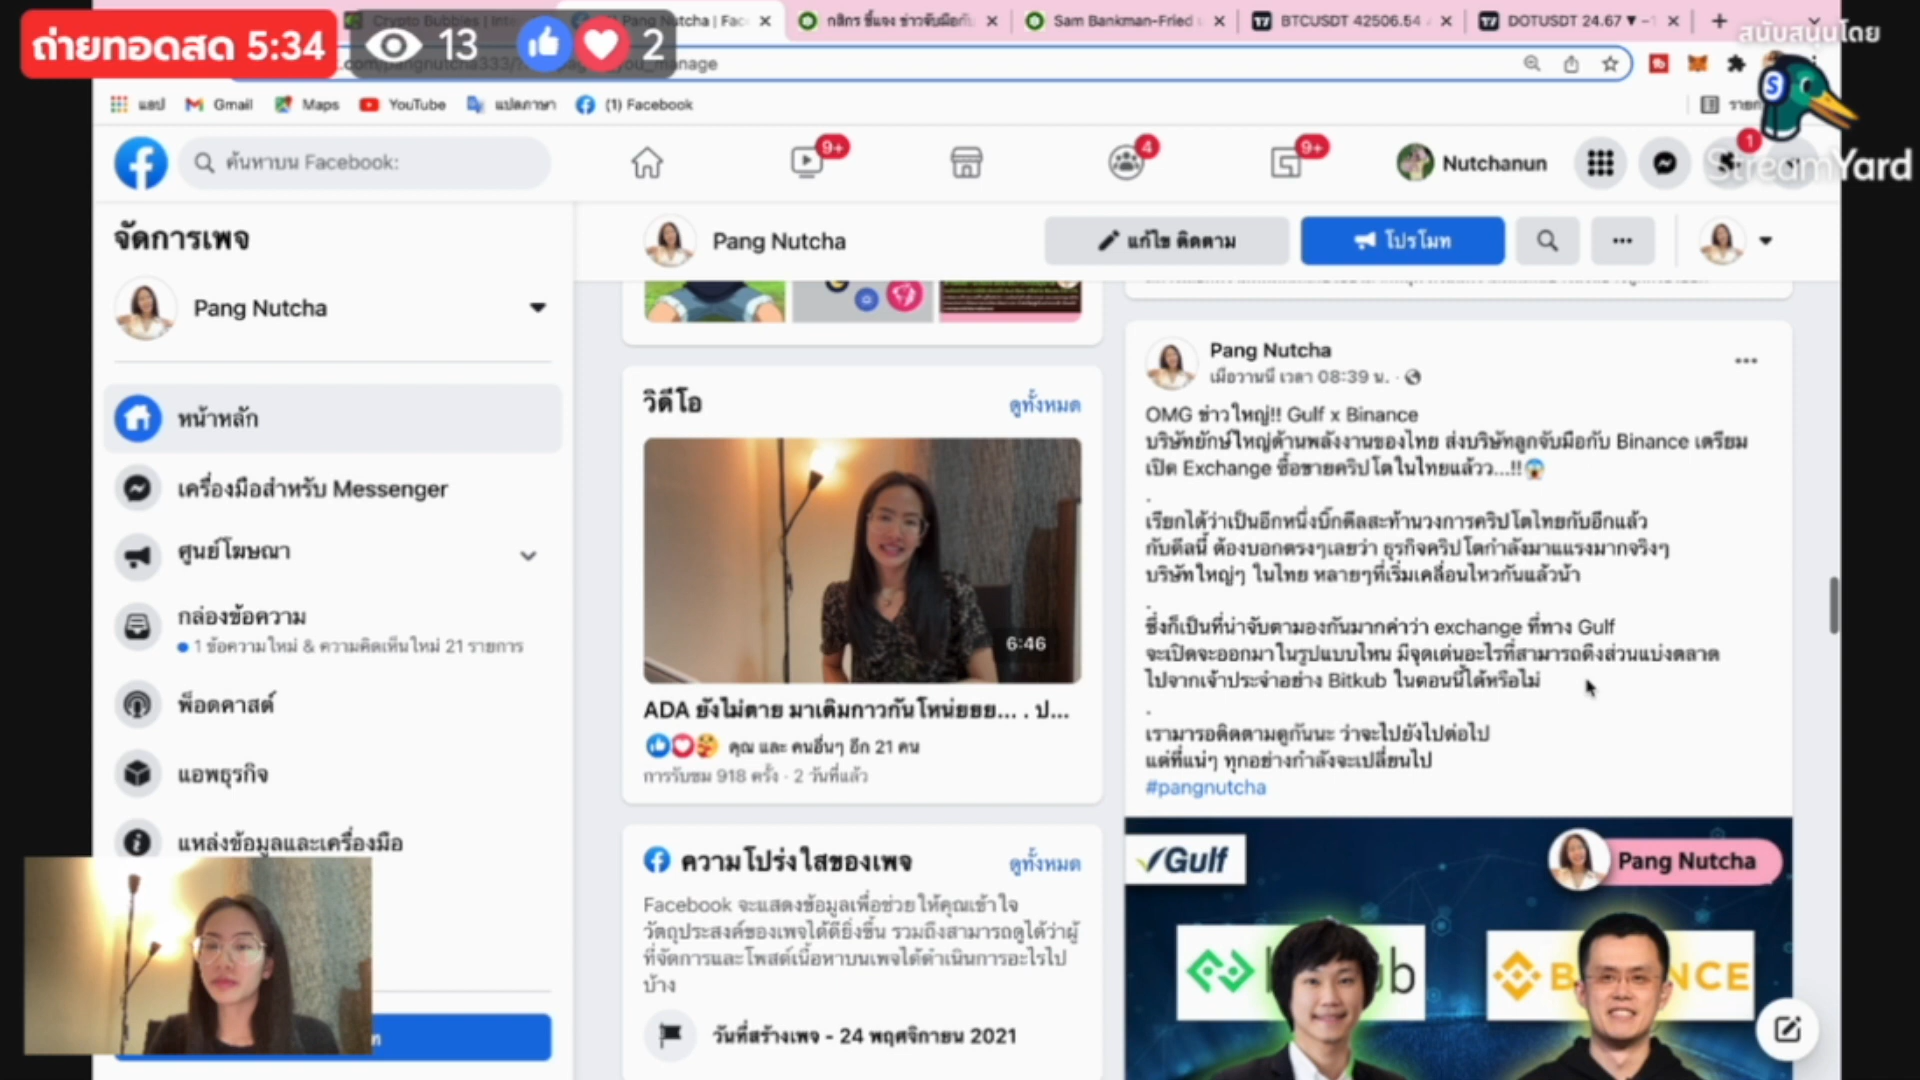 ถ่ายทอดสด 5:34
13
2
Crypto Bubbles | Inte
Pang Nutcha | Fac
กสิกร ชี้แจง ข่าวจับมือกับ
Sam Bankman-Fried
BTCUSDT 42506.54
DOTUSDT 24.67 ▼ −1
สนับสนุนโดย
StreamYard
แอป
Gmail
Maps
YouTube
แปลภาษา
(1) Facebook
ค้นหาบน Facebook:
9+
4
9+
Nutchanun
1
จัดการเพจ
Pang Nutcha
หน้าหลัก
เครื่องมือสำหรับ Messenger
ศูนย์โฆษณา
กล่องข้อความ
1 ข้อความใหม่ & ความคิดเห็นใหม่ 21 รายการ
พ็อดคาสต์
แอพธุรกิจ
แหล่งข้อมูลและเครื่องมือ
Pang Nutcha
แก้ไข ติดตาม
โปรโมท
วิดีโอ
ดูทั้งหมด
6:46
ADA ยังไม่ตาย มาเติมกาวกันโหน่ยยย... . ป...
คุณ และ คนอื่นๆ อีก 21 คน
การรับชม 918 ครั้ง · 2 วันที่แล้ว
ความโปร่งใสของเพจ
ดูทั้งหมด
Facebook จะแสดงข้อมูลเพื่อช่วยให้คุณเข้าใจ
วัตถุประสงค์ของเพจได้ดียิ่งขึ้น รวมถึงสามารถดูได้ว่าผู้
ที่จัดการและโพสต์เนื้อหาบนเพจได้ดำเนินการอะไรไป
บ้าง
วันที่สร้างเพจ - 24 พฤศจิกายน 2021
Pang Nutcha
เมื่อวานนี้ เวลา 08:39 น. ·
OMG ข่าวใหญ่!! Gulf x Binance
บริษัทยักษ์ใหญ่ด้านพลังงานของไทย ส่งบริษัทลูกจับมือกับ Binance เตรียม
เปิด Exchange ซื้อขายคริปโตในไทยแล้วว...!!😱
.
เรียกได้ว่าเป็นอีกหนึ่งบิ๊กดีลสะท้านวงการคริปโตไทยกับอีกแล้ว
กับดีลนี้ ต้องบอกตรงๆเลยว่า ธุรกิจคริปโตกำลังมาแแรงมากจริงๆ
บริษัทใหญ่ๆ ในไทย หลายๆที่เริ่มเคลื่อนไหวกันแล้วน้า
.
ซึ่งก็เป็นที่น่าจับตามองกันมากค่าว่า exchange ที่ทาง Gulf
จะเปิดจะออกมาในรูปแบบไหน มีจุดเด่นอะไรที่สามารถดึงส่วนแบ่งตลาด
ไปจากเจ้าประจำอย่าง Bitkub ในตอนนี้ได้หรือไม่
.
เรามารอติดตามดูกันนะ ว่าจะไปยังไปต่อไป
แต่ที่แน่ๆ ทุกอย่างกำลังจะเปลี่ยนไป
#pangnutcha
Gulf
Pang Nutcha